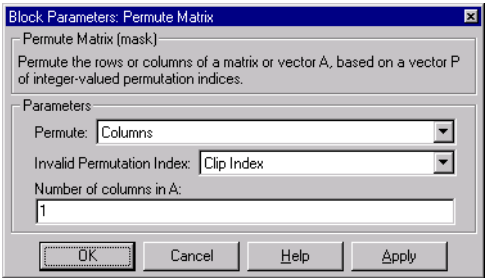 Block Parameters: Permute Matrix
Permute Matrix (mask)
Permute the rows or columns of a matrix or vector A, based on a vector P
of integer-valued permutation indices.
Parameters
Permute: Columns
Invalid Permutation Index: Clip Index
Number of columns in A:
1
OK Cancel Help Apply